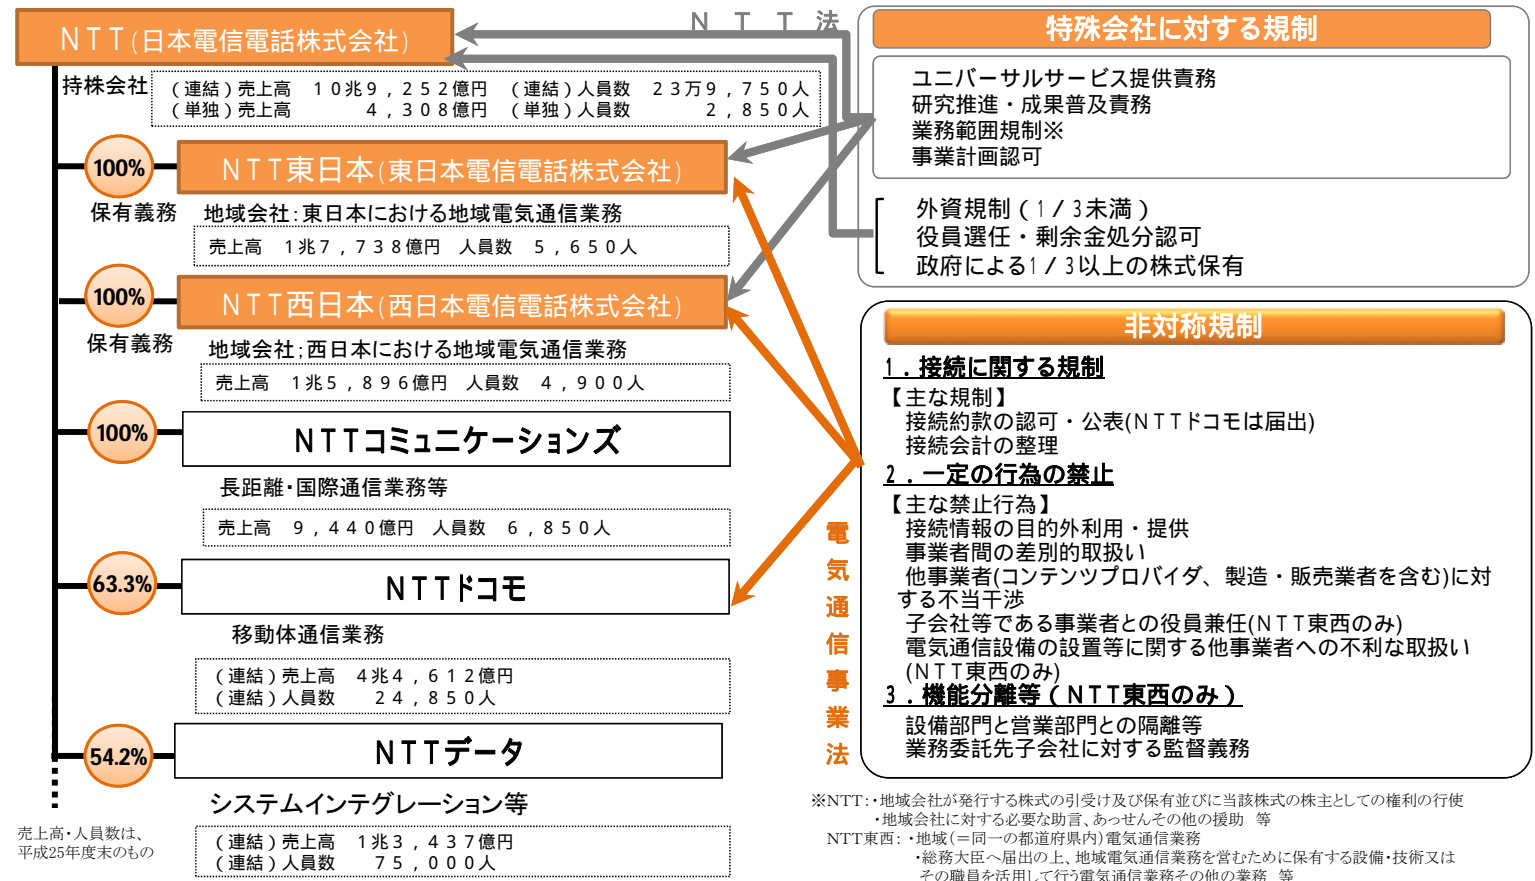 NTT(日本電信電話株式会社)
持株会社
(連結)売上高 10兆9,252億円 (連結)人員数 23万9,750人
(単独)売上高 4,308億円 (単独)人員数 2,850人
100%
NTT東日本(東日本電信電話株式会社)
保有義務
地域会社:東日本における地域電気通信業務
売上高 1兆7,738億円 人員数 5,650人
100%
NTT西日本(西日本電信電話株式会社)
保有義務
地域会社;西日本における地域電気通信業務
売上高 1兆5,896億円 人員数 4,900人
100%
NTTコミュニケーションズ
長距離・国際通信業務等
売上高 9,440億円 人員数 6,850人
63.3%
NTTドコモ
移動体通信業務
(連結)売上高 4兆4,612億円
(連結)人員数 24,850人
54.2%
NTTデータ
システムインテグレーション等
(連結)売上高 1兆3,437億円
(連結)人員数 75,000人
売上高・人員数は、
平成25年度末のもの
NTT法
特殊会社に対する規制
ユニバーサルサービス提供責務
研究推進・成果普及責務
業務範囲規制※
事業計画認可
外資規制(1/3未満)
役員選任・剰余金処分認可
政府による1/3以上の株式保有
電気通信事業法
非対称規制
1.接続に関する規制
【主な規制】
接続約款の認可・公表(NTTドコモは届出)
接続会計の整理
2.一定の行為の禁止
【主な禁止行為】
接続情報の目的外利用・提供
事業者間の差別的取扱い
他事業者(コンテンツプロバイダ、製造・販売業者を含む)に対
する不当干渉
子会社等である事業者との役員兼任(NTT東西のみ)
電気通信設備の設置等に関する他事業者への不利な取扱い
(NTT東西のみ)
3.機能分離等(NTT東西のみ)
設備部門と営業部門との隔離等
業務委託先子会社に対する監督義務
※NTT:・地域会社が発行する株式の引受け及び保有並びに当該株式の株主としての権利の行使
・地域会社に対する必要な助言、あっせんその他の援助 等
NTT東西:・地域(=同一の都道府県内)電気通信業務
・総務大臣へ届出の上、地域電気通信業務を営むために保有する設備・技術又は
その職員を活用して行う電気通信業務その他の業務 等